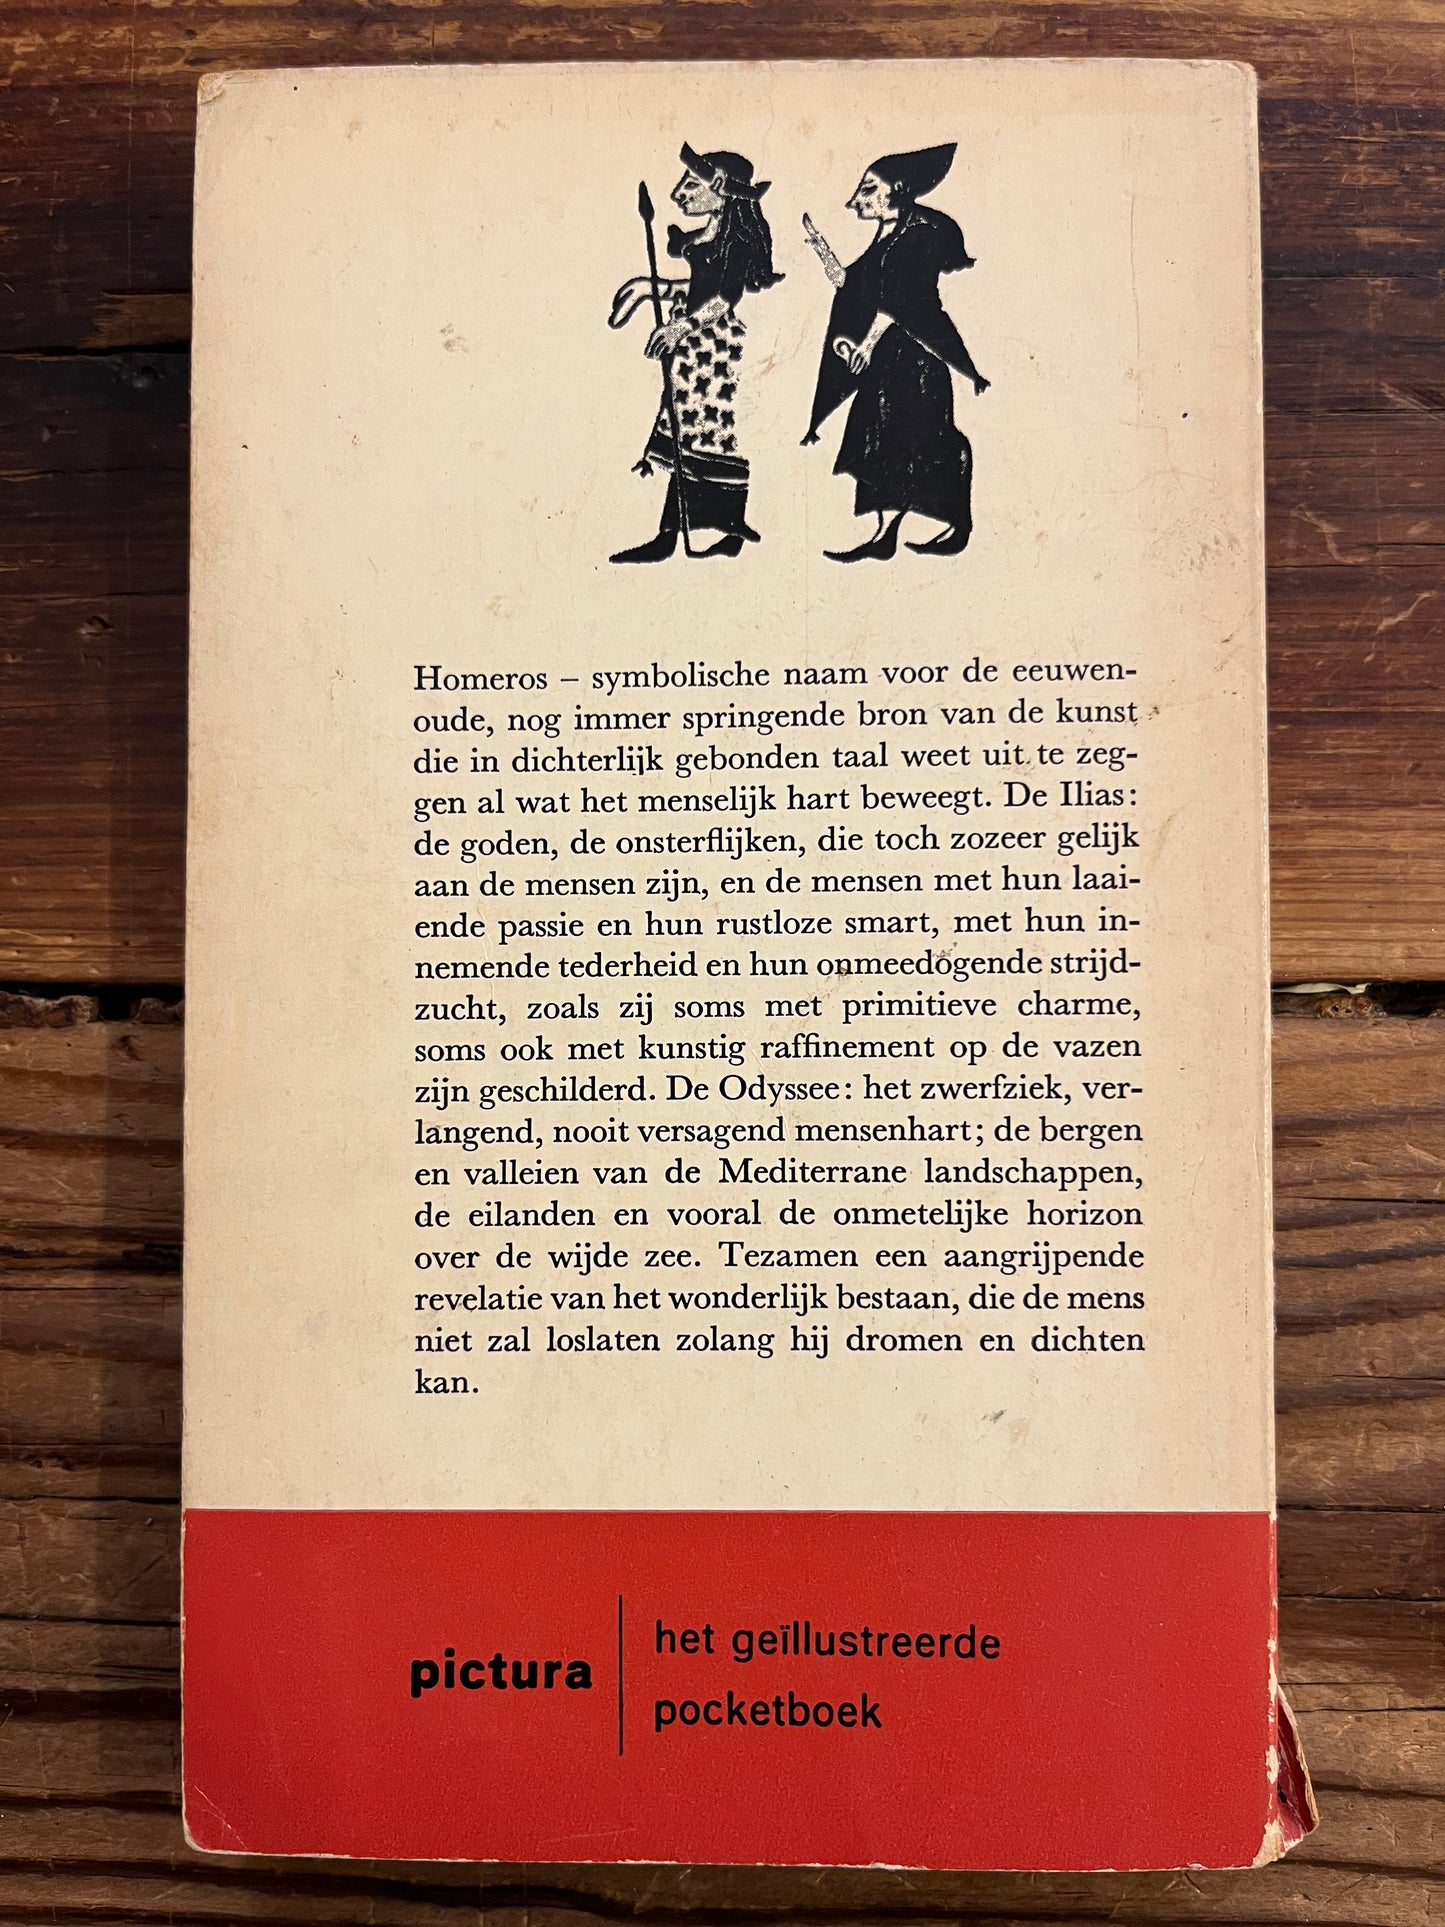 Homeros – symbolische naam voor de eeuwen-
oude, nog immer springende bron van de kunst
die in dichterlijk gebonden taal weet uit te zeg-
gen al wat het menselijk hart beweegt. De Ilias:
de goden, de onsterflijken, die toch zozeer gelijk
aan de mensen zijn, en de mensen met hun laai-
ende passie en hun rustloze smart, met hun in-
nemende tederheid en hun onmeedogende strijd-
zucht, zoals zij soms met primitieve charme,
soms ook met kunstig raffinement op de vazen
zijn geschilderd. De Odyssee: het zwerfziek, ver-
langend, nooit versagend mensenhart; de bergen
en valleien van de Mediterrane landschappen,
de eilanden en vooral de onmetelijke horizon
over de wijde zee. Tezamen een aangrijpende
revelatie van het wonderlijk bestaan, die de mens
niet zal loslaten zolang hij dromen en dichten
kan.
pictura
het geïllustreerde
pocketboek